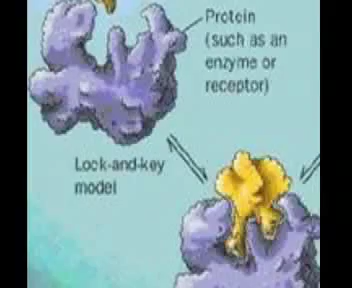 Protein
(such as an
enzyme or
receptor)
Lock-and-key
model